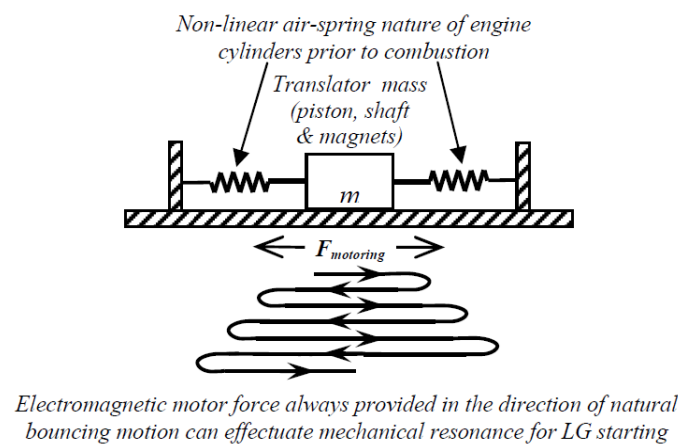 Non-linear air-spring nature of engine
cylinders prior to combustion
Translator mass
(piston, shaft
& magnets)
m
F motoring
Electromagnetic motor force always provided in the direction of natural
bouncing motion can effectuate mechanical resonance for LG starting